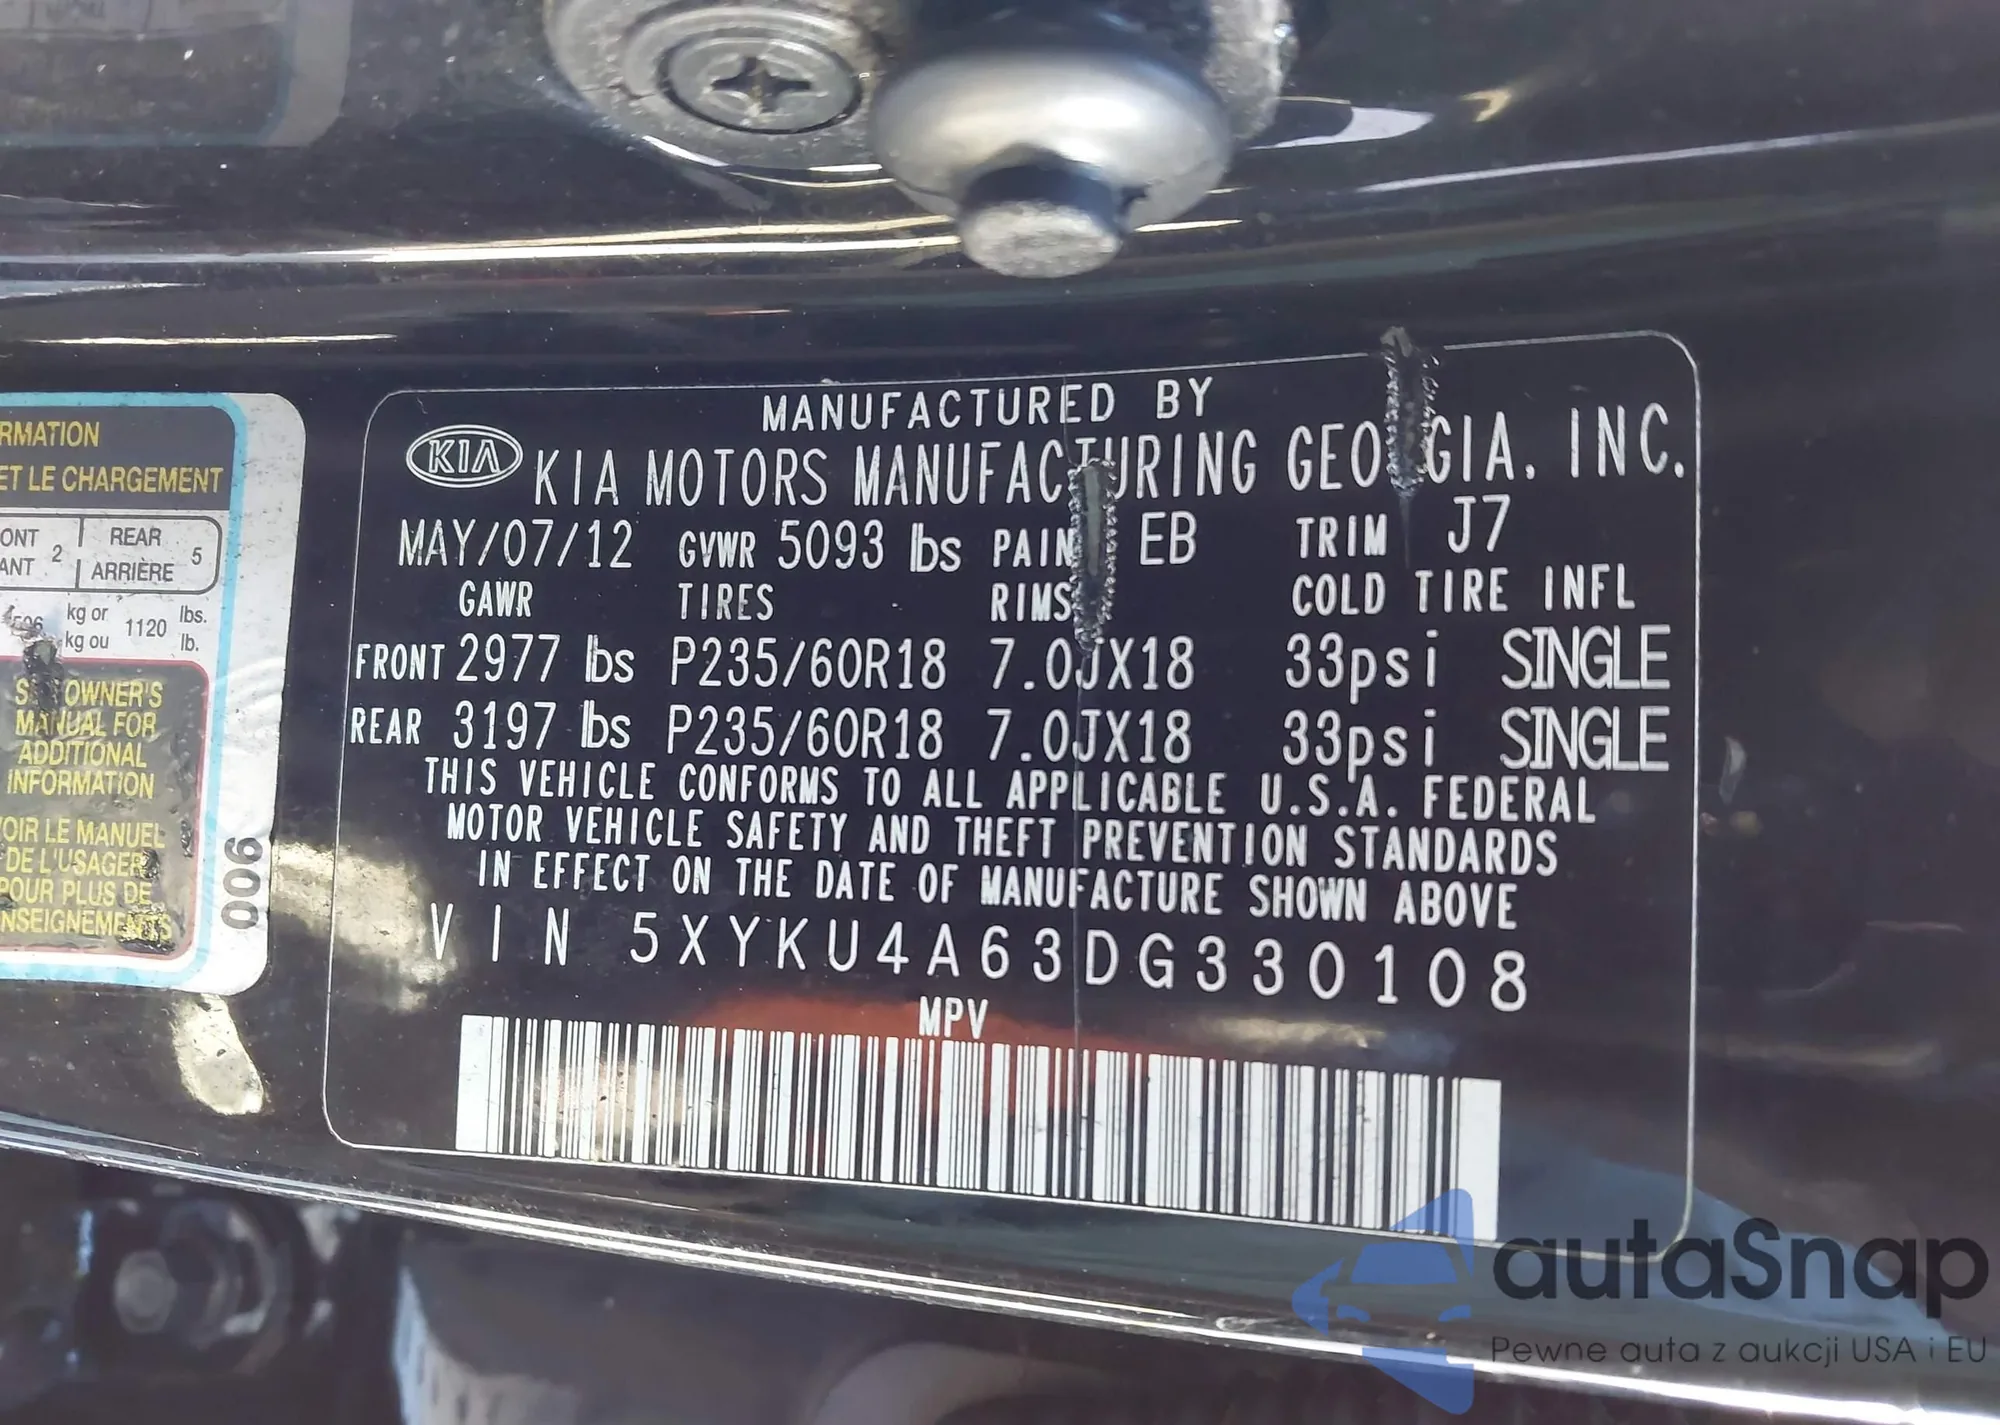 RMATION
ET LE CHARGEMENT
ONT
ANT 2
REAR
ARRIÈRE 5
kg or
kg ou
1120 lbs.
lb.
OWNER'S
MANUAL FOR
ADDITIONAL
INFORMATION
OIR LE MANUEL
DE L'USAGER
POUR PLUS DE
NSEIGNEMENTS
006
MANUFACTURED BY
KIA KIA MOTORS MANUFACTURING GEORGIA, INC.
MAY/07/12 GVWR 5093 lbs PAINT EB TRIM J7
GAWR TIRES RIMS COLD TIRE INFL
FRONT 2977 lbs P235/60R18 7.0JX18 33psi SINGLE
REAR 3197 lbs P235/60R18 7.0JX18 33psi SINGLE
THIS VEHICLE CONFORMS TO ALL APPLICABLE U.S.A. FEDERAL
MOTOR VEHICLE SAFETY AND THEFT PREVENTION STANDARDS
IN EFFECT ON THE DATE OF MANUFACTURE SHOWN ABOVE
VIN 5XYKU4A63DG330108
MPV
autaSnap
Pewne auta z aukcji USA i EU